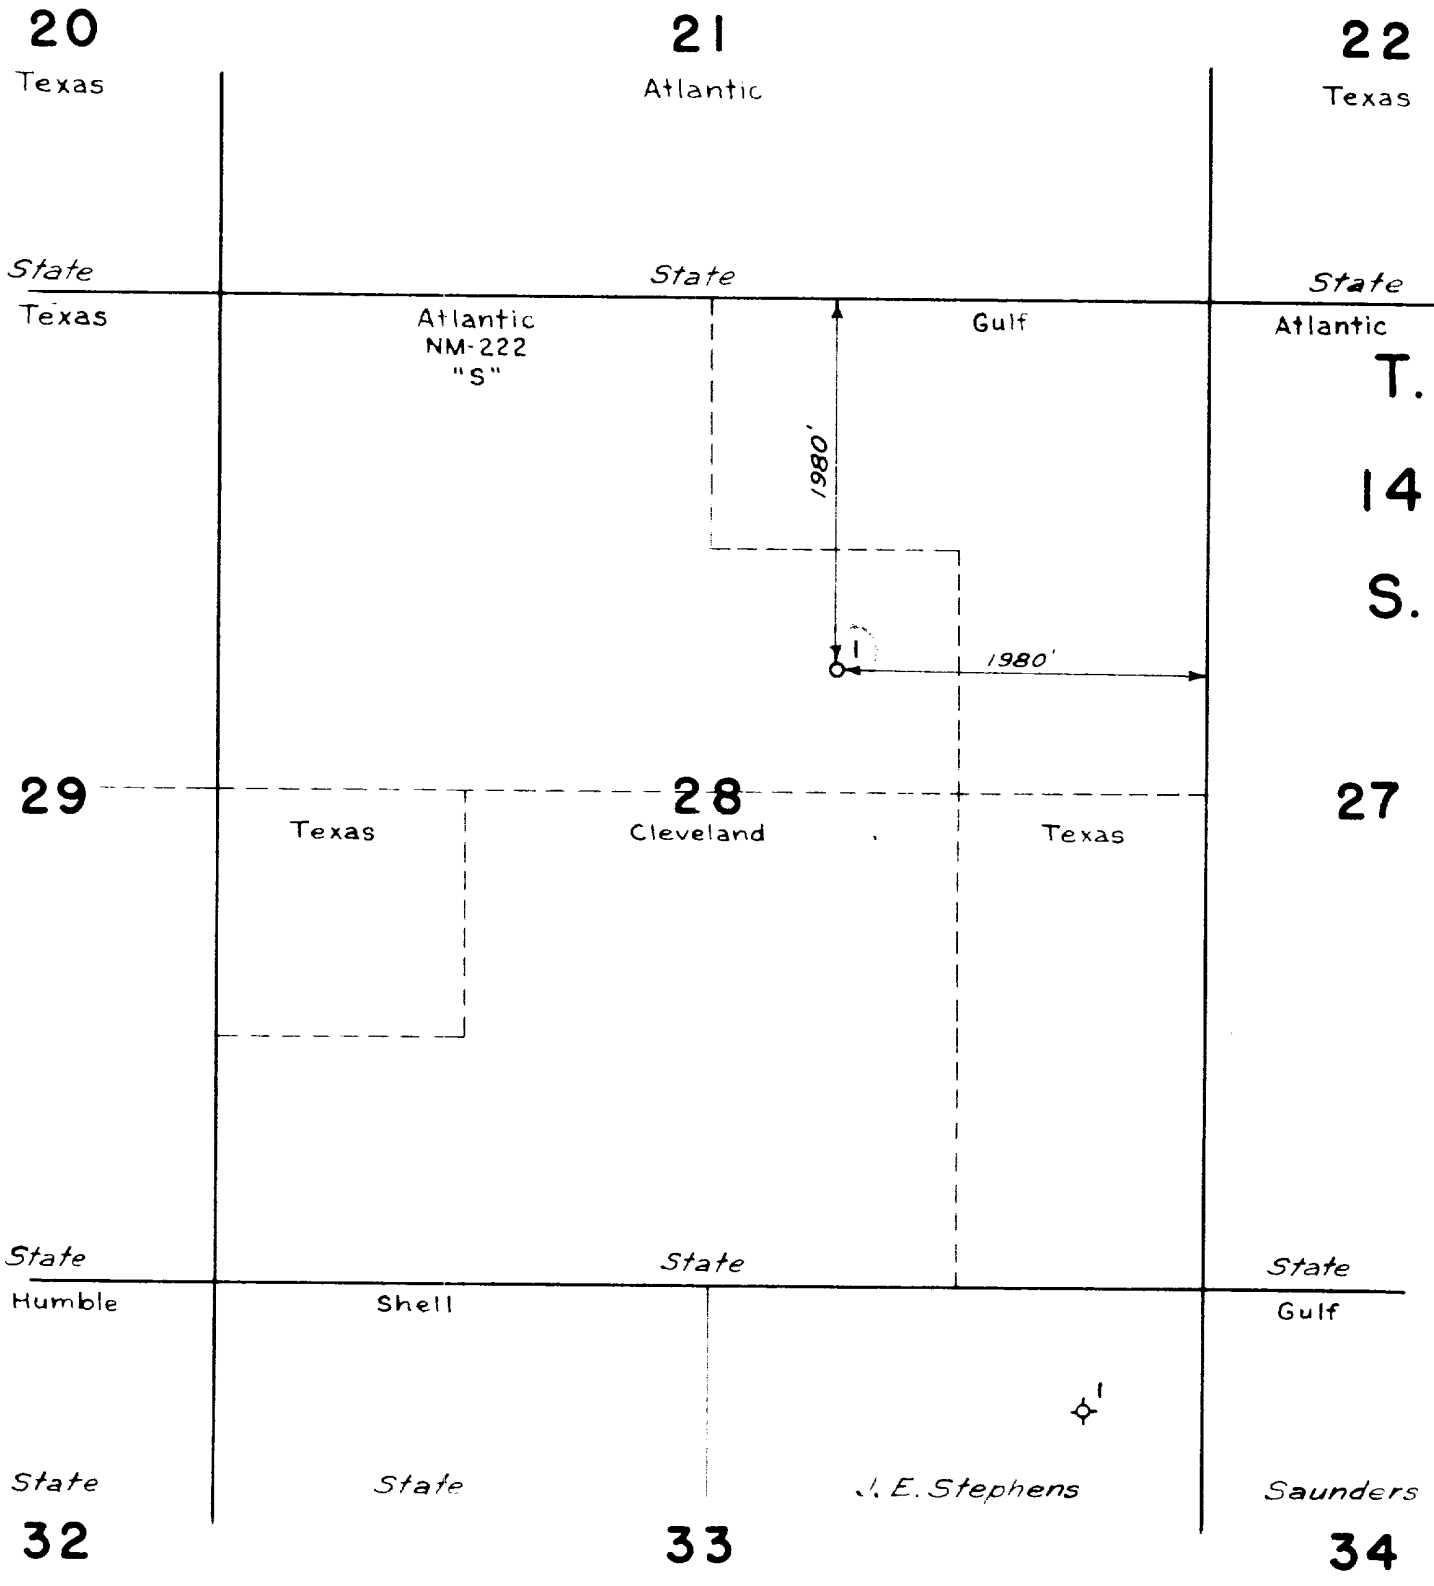 20
21
22
Texas
Atlantic
Texas
State
State
State
Texas
Atlantic
NM-222
"S"
Gulf
Atlantic
T.
14
S.
1980'
1
1980'
29
28
27
Texas
Cleveland
Texas
State
State
State
Humble
Shell
Gulf
1
State
State
J. E. Stephens
Saunders
32
33
34